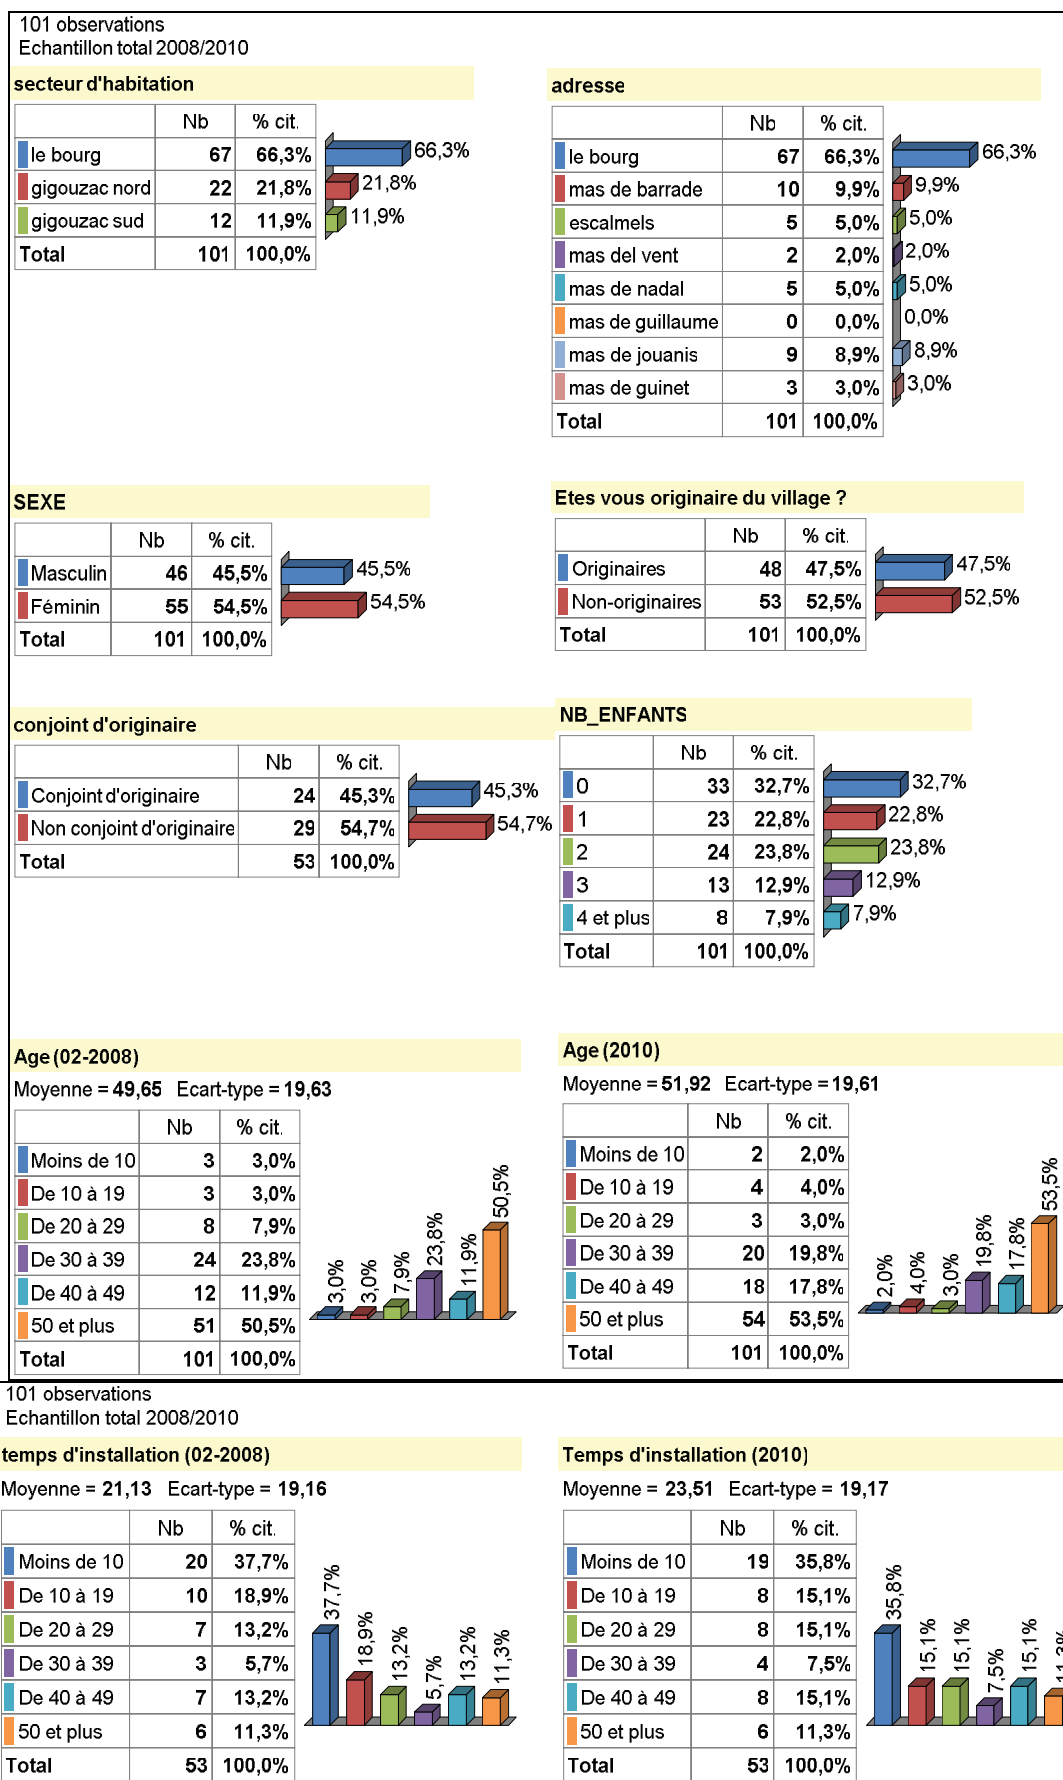 101 observations
Echantillon total 2008/2010
secteur d'habitation
Nb % cit.
le bourg 67 66,3% 66,3%
gigouzac nord 22 21,8% 21,8%
gigouzac sud 12 11,9% 11,9%
Total 101 100,0%
adresse
Nb % cit.
le bourg 67 66,3% 66,3%
mas de barrade 10 9,9% 9,9%
escalmels 5 5,0% 5,0%
mas del vent 2 2,0% 2,0%
mas de nadal 5 5,0% 5,0%
mas de guillaume 0 0,0% 0,0%
mas de jouanis 9 8,9% 8,9%
mas de guinet 3 3,0% 3,0%
Total 101 100,0%
SEXE
Nb % cit.
Masculin 46 45,5% 45,5%
Féminin 55 54,5% 54,5%
Total 101 100,0%
Etes vous originaire du village ?
Nb % cit.
Originaires 48 47,5% 47,5%
Non-originaires 53 52,5% 52,5%
Total 101 100,0%
conjoint d'originaire
Nb % cit.
Conjoint d'originaire 24 45,3% 45,3%
Non conjoint d'originaire 29 54,7% 54,7%
Total 53 100,0%
NB_ENFANTS
Nb % cit.
0 33 32,7% 32,7%
1 23 22,8% 22,8%
2 24 23,8% 23,8%
3 13 12,9% 12,9%
4 et plus 8 7,9% 7,9%
Total 101 100,0%
Age (02-2008)
Moyenne = 49,65 Ecart-type = 19,63
Nb % cit.
Moins de 10 3 3,0%
De 10 à 19 3 3,0%
De 20 à 29 8 7,9%
De 30 à 39 24 23,8%
De 40 à 49 12 11,9%
50 et plus 51 50,5%
Total 101 100,0%
3,0% 3,0% 7,9% 23,8% 11,9% 50,5%
Age (2010)
Moyenne = 51,92 Ecart-type = 19,61
Nb % cit.
Moins de 10 2 2,0%
De 10 à 19 4 4,0%
De 20 à 29 3 3,0%
De 30 à 39 20 19,8%
De 40 à 49 18 17,8%
50 et plus 54 53,5%
Total 101 100,0%
2,0% 4,0% 3,0% 19,8% 17,8% 53,5%
101 observations
Echantillon total 2008/2010
temps d'installation (02-2008)
Moyenne = 21,13 Ecart-type = 19,16
Nb % cit.
Moins de 10 20 37,7%
De 10 à 19 10 18,9%
De 20 à 29 7 13,2%
De 30 à 39 3 5,7%
De 40 à 49 7 13,2%
50 et plus 6 11,3%
Total 53 100,0%
37,7% 18,9% 13,2% 5,7% 13,2% 11,3%
Temps d'installation (2010)
Moyenne = 23,51 Ecart-type = 19,17
Nb % cit.
Moins de 10 19 35,8%
De 10 à 19 8 15,1%
De 20 à 29 8 15,1%
De 30 à 39 4 7,5%
De 40 à 49 8 15,1%
50 et plus 6 11,3%
Total 53 100,0%
35,8% 15,1% 15,1% 7,5% 15,1% 11,3%